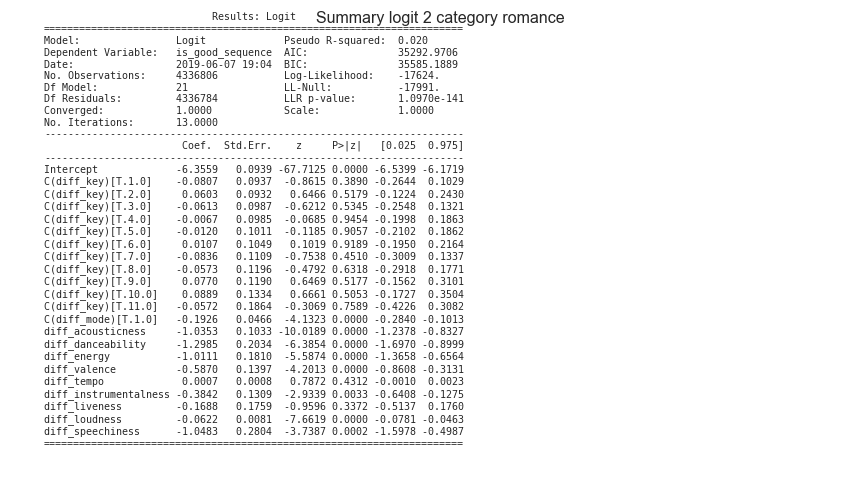 Results: Logit Summary logit 2 category romance
=====================================================================
Model: Logit Pseudo R-squared: 0.020
Dependent Variable: is_good_sequence AIC: 35292.9706
Date: 2019-06-07 19:04 BIC: 35585.1889
No. Observations: 4336806 Log-Likelihood: -17624.
Df Model: 21 LL-Null: -17991.
Df Residuals: 4336784 LLR p-value: 1.0970e-141
Converged: 1.0000 Scale: 1.0000
No. Iterations: 13.0000
---------------------------------------------------------------------
Coef. Std.Err. z P>|z| [0.025 0.975]
---------------------------------------------------------------------
Intercept -6.3559 0.0939 -67.7125 0.0000 -6.5399 -6.1719
C(diff_key)[T.1.0] -0.0807 0.0937 -0.8615 0.3890 -0.2644 0.1029
C(diff_key)[T.2.0] 0.0603 0.0932 0.6466 0.5179 -0.1224 0.2430
C(diff_key)[T.3.0] -0.0613 0.0987 -0.6212 0.5345 -0.2548 0.1321
C(diff_key)[T.4.0] -0.0067 0.0985 -0.0685 0.9454 -0.1998 0.1863
C(diff_key)[T.5.0] -0.0120 0.1011 -0.1185 0.9057 -0.2102 0.1862
C(diff_key)[T.6.0] 0.0107 0.1049 0.1019 0.9189 -0.1950 0.2164
C(diff_key)[T.7.0] -0.0836 0.1109 -0.7538 0.4510 -0.3009 0.1337
C(diff_key)[T.8.0] -0.0573 0.1196 -0.4792 0.6318 -0.2918 0.1771
C(diff_key)[T.9.0] 0.0770 0.1190 0.6469 0.5177 -0.1562 0.3101
C(diff_key)[T.10.0] 0.0889 0.1334 0.6661 0.5053 -0.1727 0.3504
C(diff_key)[T.11.0] -0.0572 0.1864 -0.3069 0.7589 -0.4226 0.3082
C(diff_mode)[T.1.0] -0.1926 0.0466 -4.1323 0.0000 -0.2840 -0.1013
diff_acousticness -1.0353 0.1033 -10.0189 0.0000 -1.2378 -0.8327
diff_danceability -1.2985 0.2034 -6.3854 0.0000 -1.6970 -0.8999
diff_energy -1.0111 0.1810 -5.5874 0.0000 -1.3658 -0.6564
diff_valence -0.5870 0.1397 -4.2013 0.0000 -0.8608 -0.3131
diff_tempo 0.0007 0.0008 0.7872 0.4312 -0.0010 0.0023
diff_instrumentalness -0.3842 0.1309 -2.9339 0.0033 -0.6408 -0.1275
diff_liveness -0.1688 0.1759 -0.9596 0.3372 -0.5137 0.1760
diff_loudness -0.0622 0.0081 -7.6619 0.0000 -0.0781 -0.0463
diff_speechiness -1.0483 0.2804 -3.7387 0.0002 -1.5978 -0.4987
=====================================================================